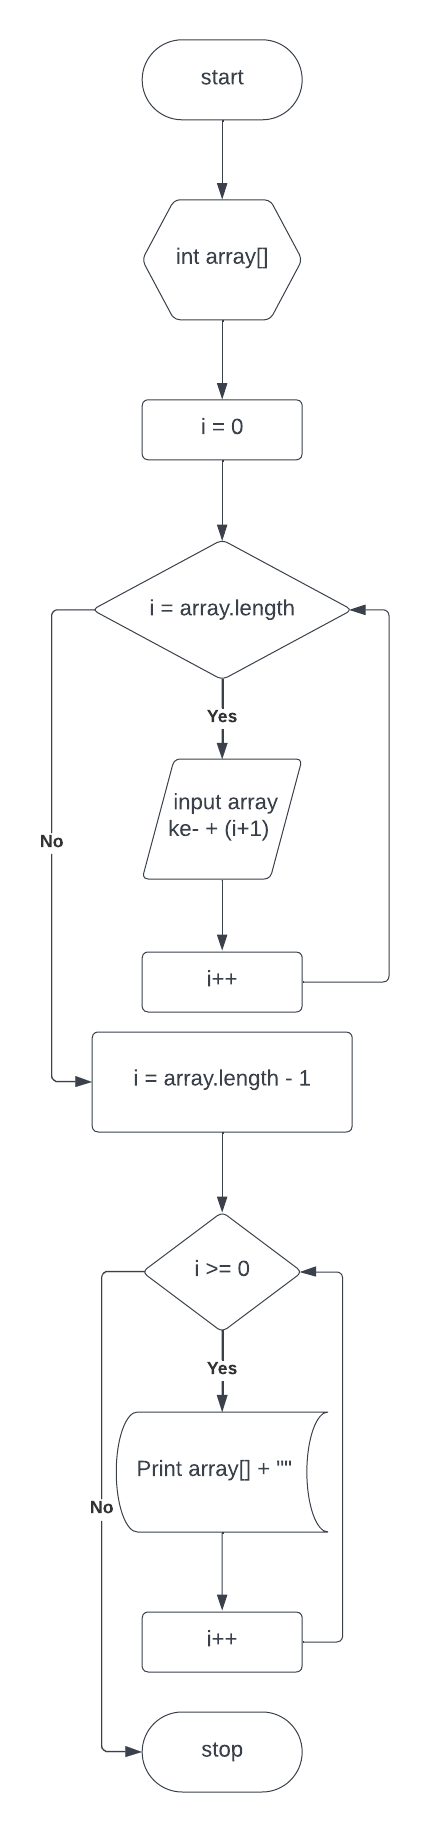 start
int array[]
i = 0
i = array.length
Yes
input array
ke- + (i+1)
No
i++
i = array.length - 1
i >= 0
Yes
Print array[] + ""
No
i++
stop